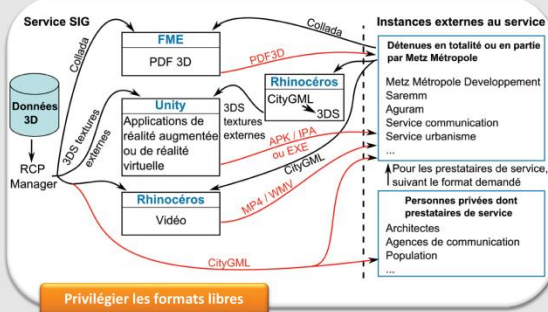 Service SIG
Instances externes au service
FME
PDF 3D
Collada
Collada
PDF3D
Données
3D
RCP
Manager
3DS textures
externes
Unity
Applications de
réalité augmentée
ou de réalité
virtuelle
3DS
textures
externes
Rhinocéros
CityGML
3DS
APK / IPA
ou EXE
CityGML
Rhinocéros
Vidéo
MP4 / WMV
CityGML
Détenues en totalité ou en partie
par Metz Métropole
Metz Métropole Developpement
Saremm
Aguram
Service communication
Service urbanisme
...
Pour les prestataires de service,
suivant le format demandé
Personnes privées dont
prestataires de service
Architectes
Agences de communication
Population
...
Privilégier les formats libres